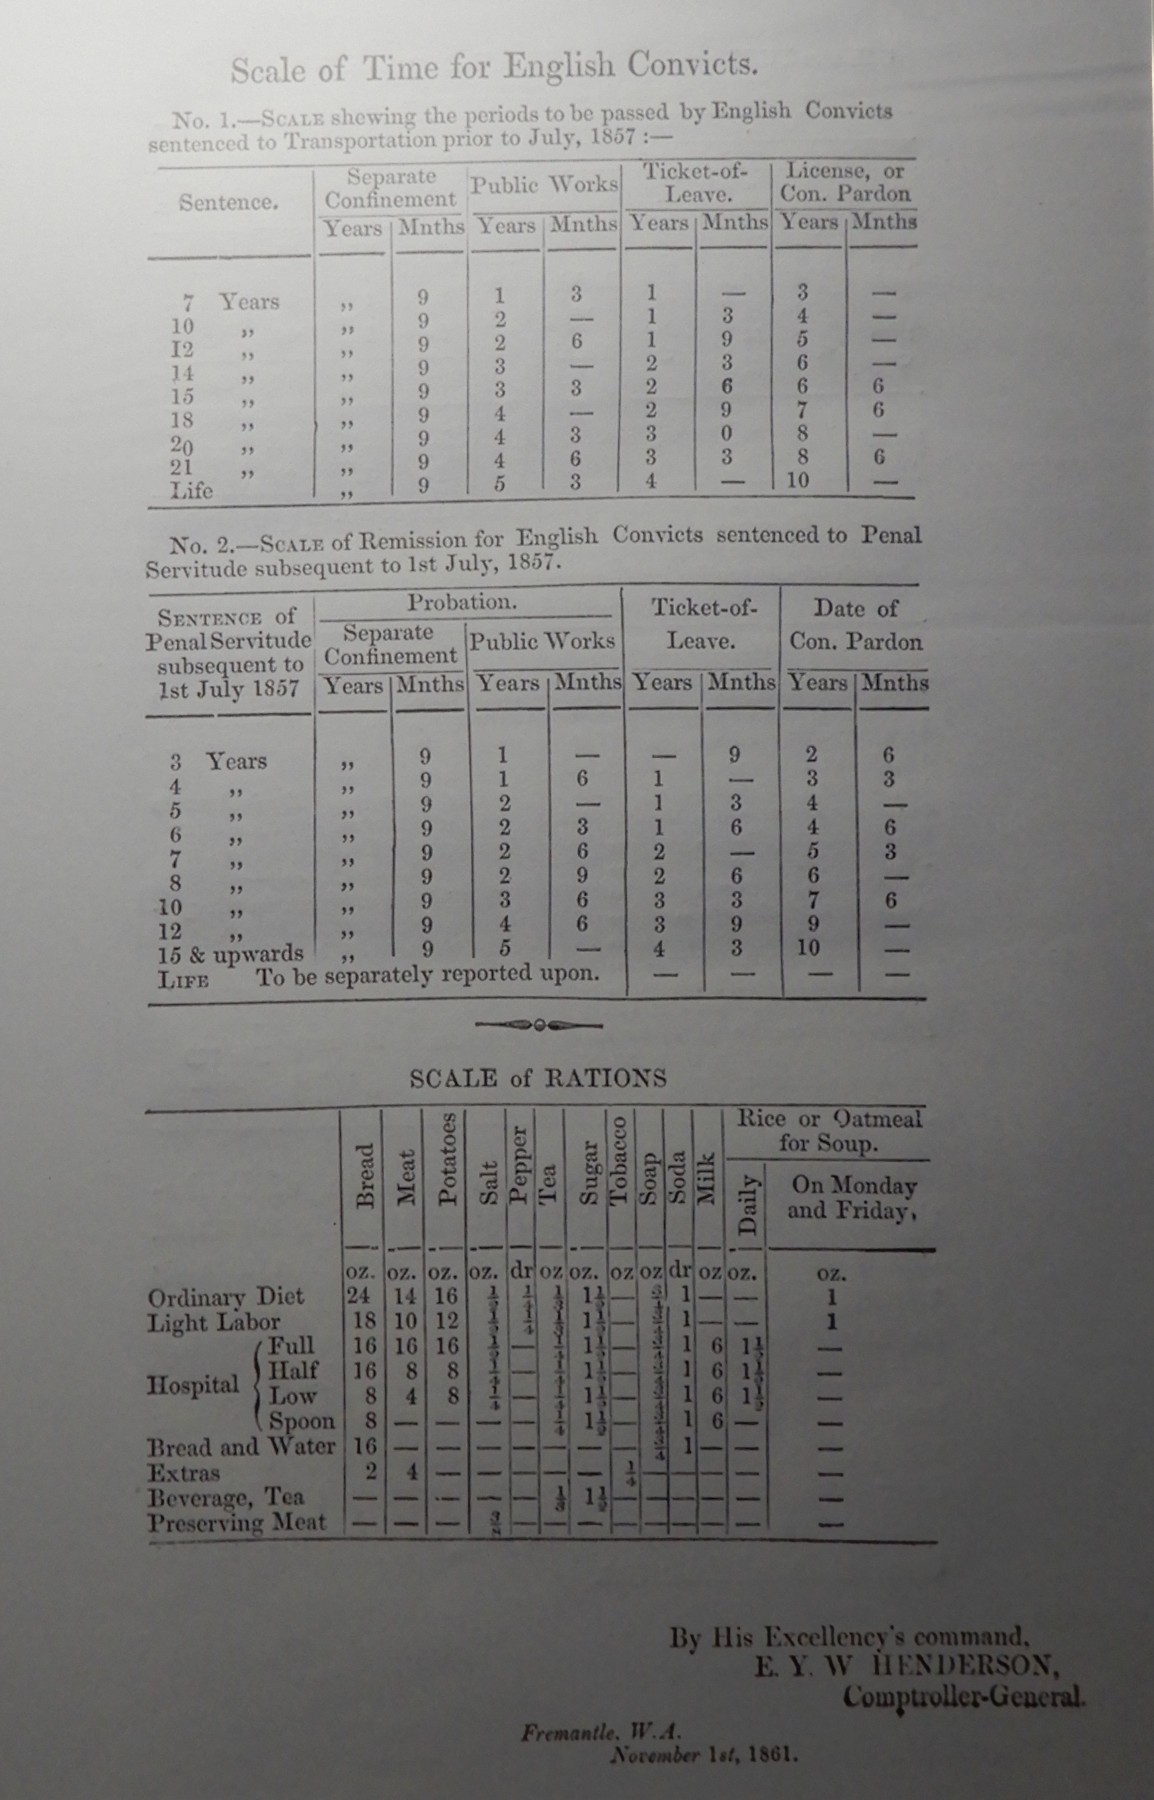 Scale of Time for English Convicts.
No. 1.—SCALE shewing the periods to be passed by English Convicts
sentenced to Transportation prior to July, 1857 :—
Sentence. Separate Confinement Public Works Ticket-of-Leave. License, or Con. Pardon
Years Mnths Years Mnths Years Mnths Years Mnths
7 Years ,, 9 1 3 1 — 3 —
10 ,, ,, 9 2 — 1 3 4 —
12 ,, ,, 9 2 6 1 9 5 —
14 ,, ,, 9 3 — 2 3 6 —
15 ,, ,, 9 3 3 2 6 6 6
18 ,, ,, 9 4 — 2 9 7 6
20 ,, ,, 9 4 3 3 0 8 —
21 ,, ,, 9 4 6 3 3 8 6
Life ,, 9 5 3 4 — 10 —
No. 2.—SCALE of Remission for English Convicts sentenced to Penal
Servitude subsequent to 1st July, 1857.
SENTENCE of Penal Servitude subsequent to 1st July 1857 Probation. Ticket-of-Leave. Date of Con. Pardon
Separate Confinement Public Works
Years Mnths Years Mnths Years Mnths Years Mnths
3 Years ,, 9 1 — — 9 2 6
4 ,, ,, 9 1 6 1 — 3 3
5 ,, ,, 9 2 — 1 3 4 —
6 ,, ,, 9 2 3 1 6 4 6
7 ,, ,, 9 2 6 2 — 5 3
8 ,, ,, 9 2 9 2 6 6 —
10 ,, ,, 9 3 6 3 3 7 6
12 ,, ,, 9 4 6 3 9 9 —
15 & upwards ,, 9 5 — 4 3 10 —
LIFE To be separately reported upon. — — — —
SCALE of RATIONS
Rice or Oatmeal for Soup.
Bread Meat Potatoes Salt Pepper Tea Sugar Tobacco Soap Soda Milk Daily On Monday and Friday,
oz. oz. oz. oz. dr oz oz. oz oz dr oz oz. oz.
Ordinary Diet 24 14 16 — 1 — — 1
Light Labor 18 10 12 — 1 — — 1
Hospital
Full 16 16 16 — — 1 6 —
Half 16 8 8 — — 1 6 —
Low 8 4 8 — — 1 6 —
Spoon 8 — — — — — 1 6 — —
Bread and Water 16 — — — — — — — 1 — — —
Extras 2 4 — — — — — — — — — —
Beverage, Tea — — — — — — — — — — —
Preserving Meat — — — — — — — — — — — —
By His Excellency's command,
E. Y. W HENDERSON,
Comptroller-General.
Fremantle, W.A.
November 1st, 1861.